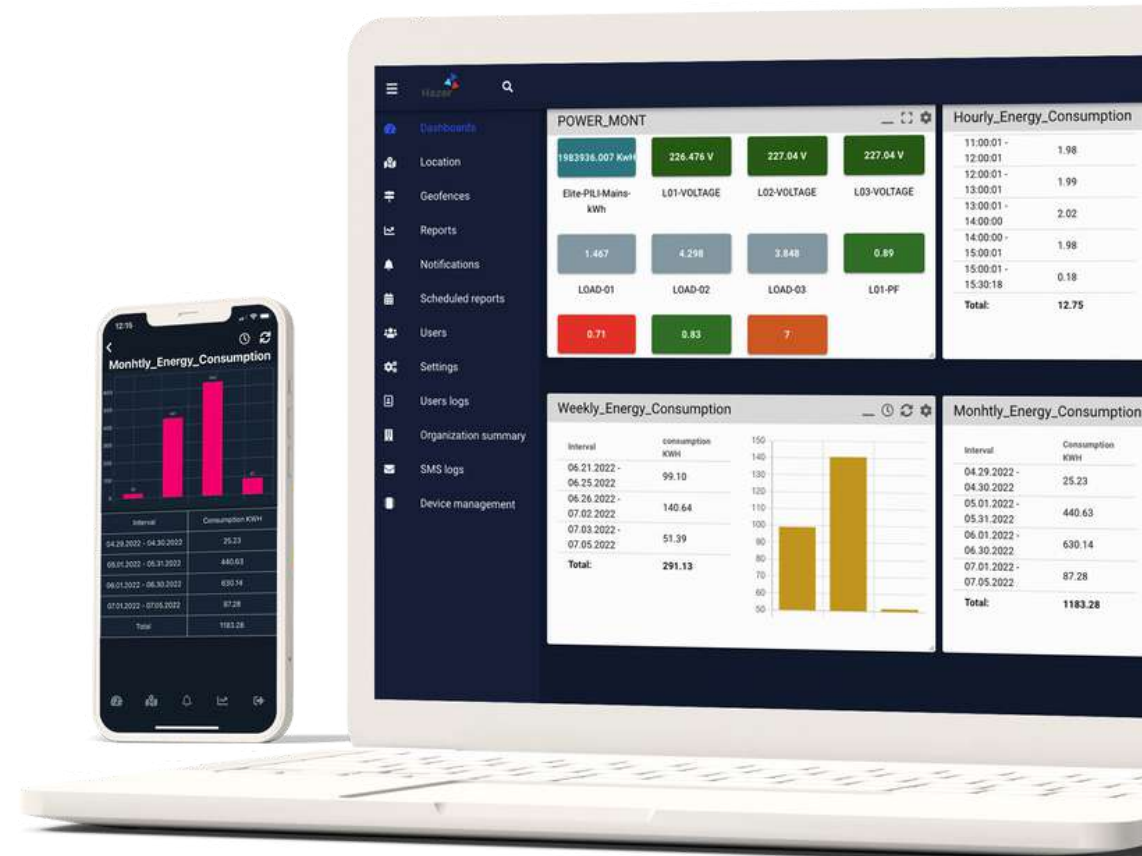 12:15
Monhtly_Energy_Consumption
Interval
Consumption KWH
04.29.2022 - 04.30.2022
25.23
05.01.2022 - 05.31.2022
440.63
06.01.2022 - 06.30.2022
630.14
07.01.2022 - 07.05.2022
87.28
Total
1183.28
Hazer
Dashboards
Location
Geofences
Reports
Notifications
Scheduled reports
Users
Settings
Users logs
Organization summary
SMS logs
Device management
POWER_MONT
1983936.007 KwH
226.476 V
227.04 V
227.04 V
Elite-PILI-Mains-
kWh
L01-VOLTAGE
L02-VOLTAGE
L03-VOLTAGE
1.467
4.298
3.848
0.89
LOAD-01
LOAD-02
LOAD-03
L01-PF
0.71
0.83
7
Hourly_Energy_Consumption
11:00:01 -
12:00:01
1.98
12:00:01 -
13:00:01
1.99
13:00:01 -
14:00:00
2.02
14:00:00 -
15:00:01
1.98
15:00:01 -
15:30:18
0.18
Total:
12.75
Weekly_Energy_Consumption
Interval
consumption
KWH
06.21.2022 -
06.25.2022
99.10
06.26.2022 -
07.02.2022
140.64
07.03.2022 -
07.05.2022
51.39
Total:
291.13
150
140
130
120
110
100
90
80
70
60
50
Monhtly_Energy_Consumption
Interval
Consumption
KWH
04.29.2022 -
04.30.2022
25.23
05.01.2022 -
05.31.2022
440.63
06.01.2022 -
06.30.2022
630.14
07.01.2022 -
07.05.2022
87.28
Total:
1183.28